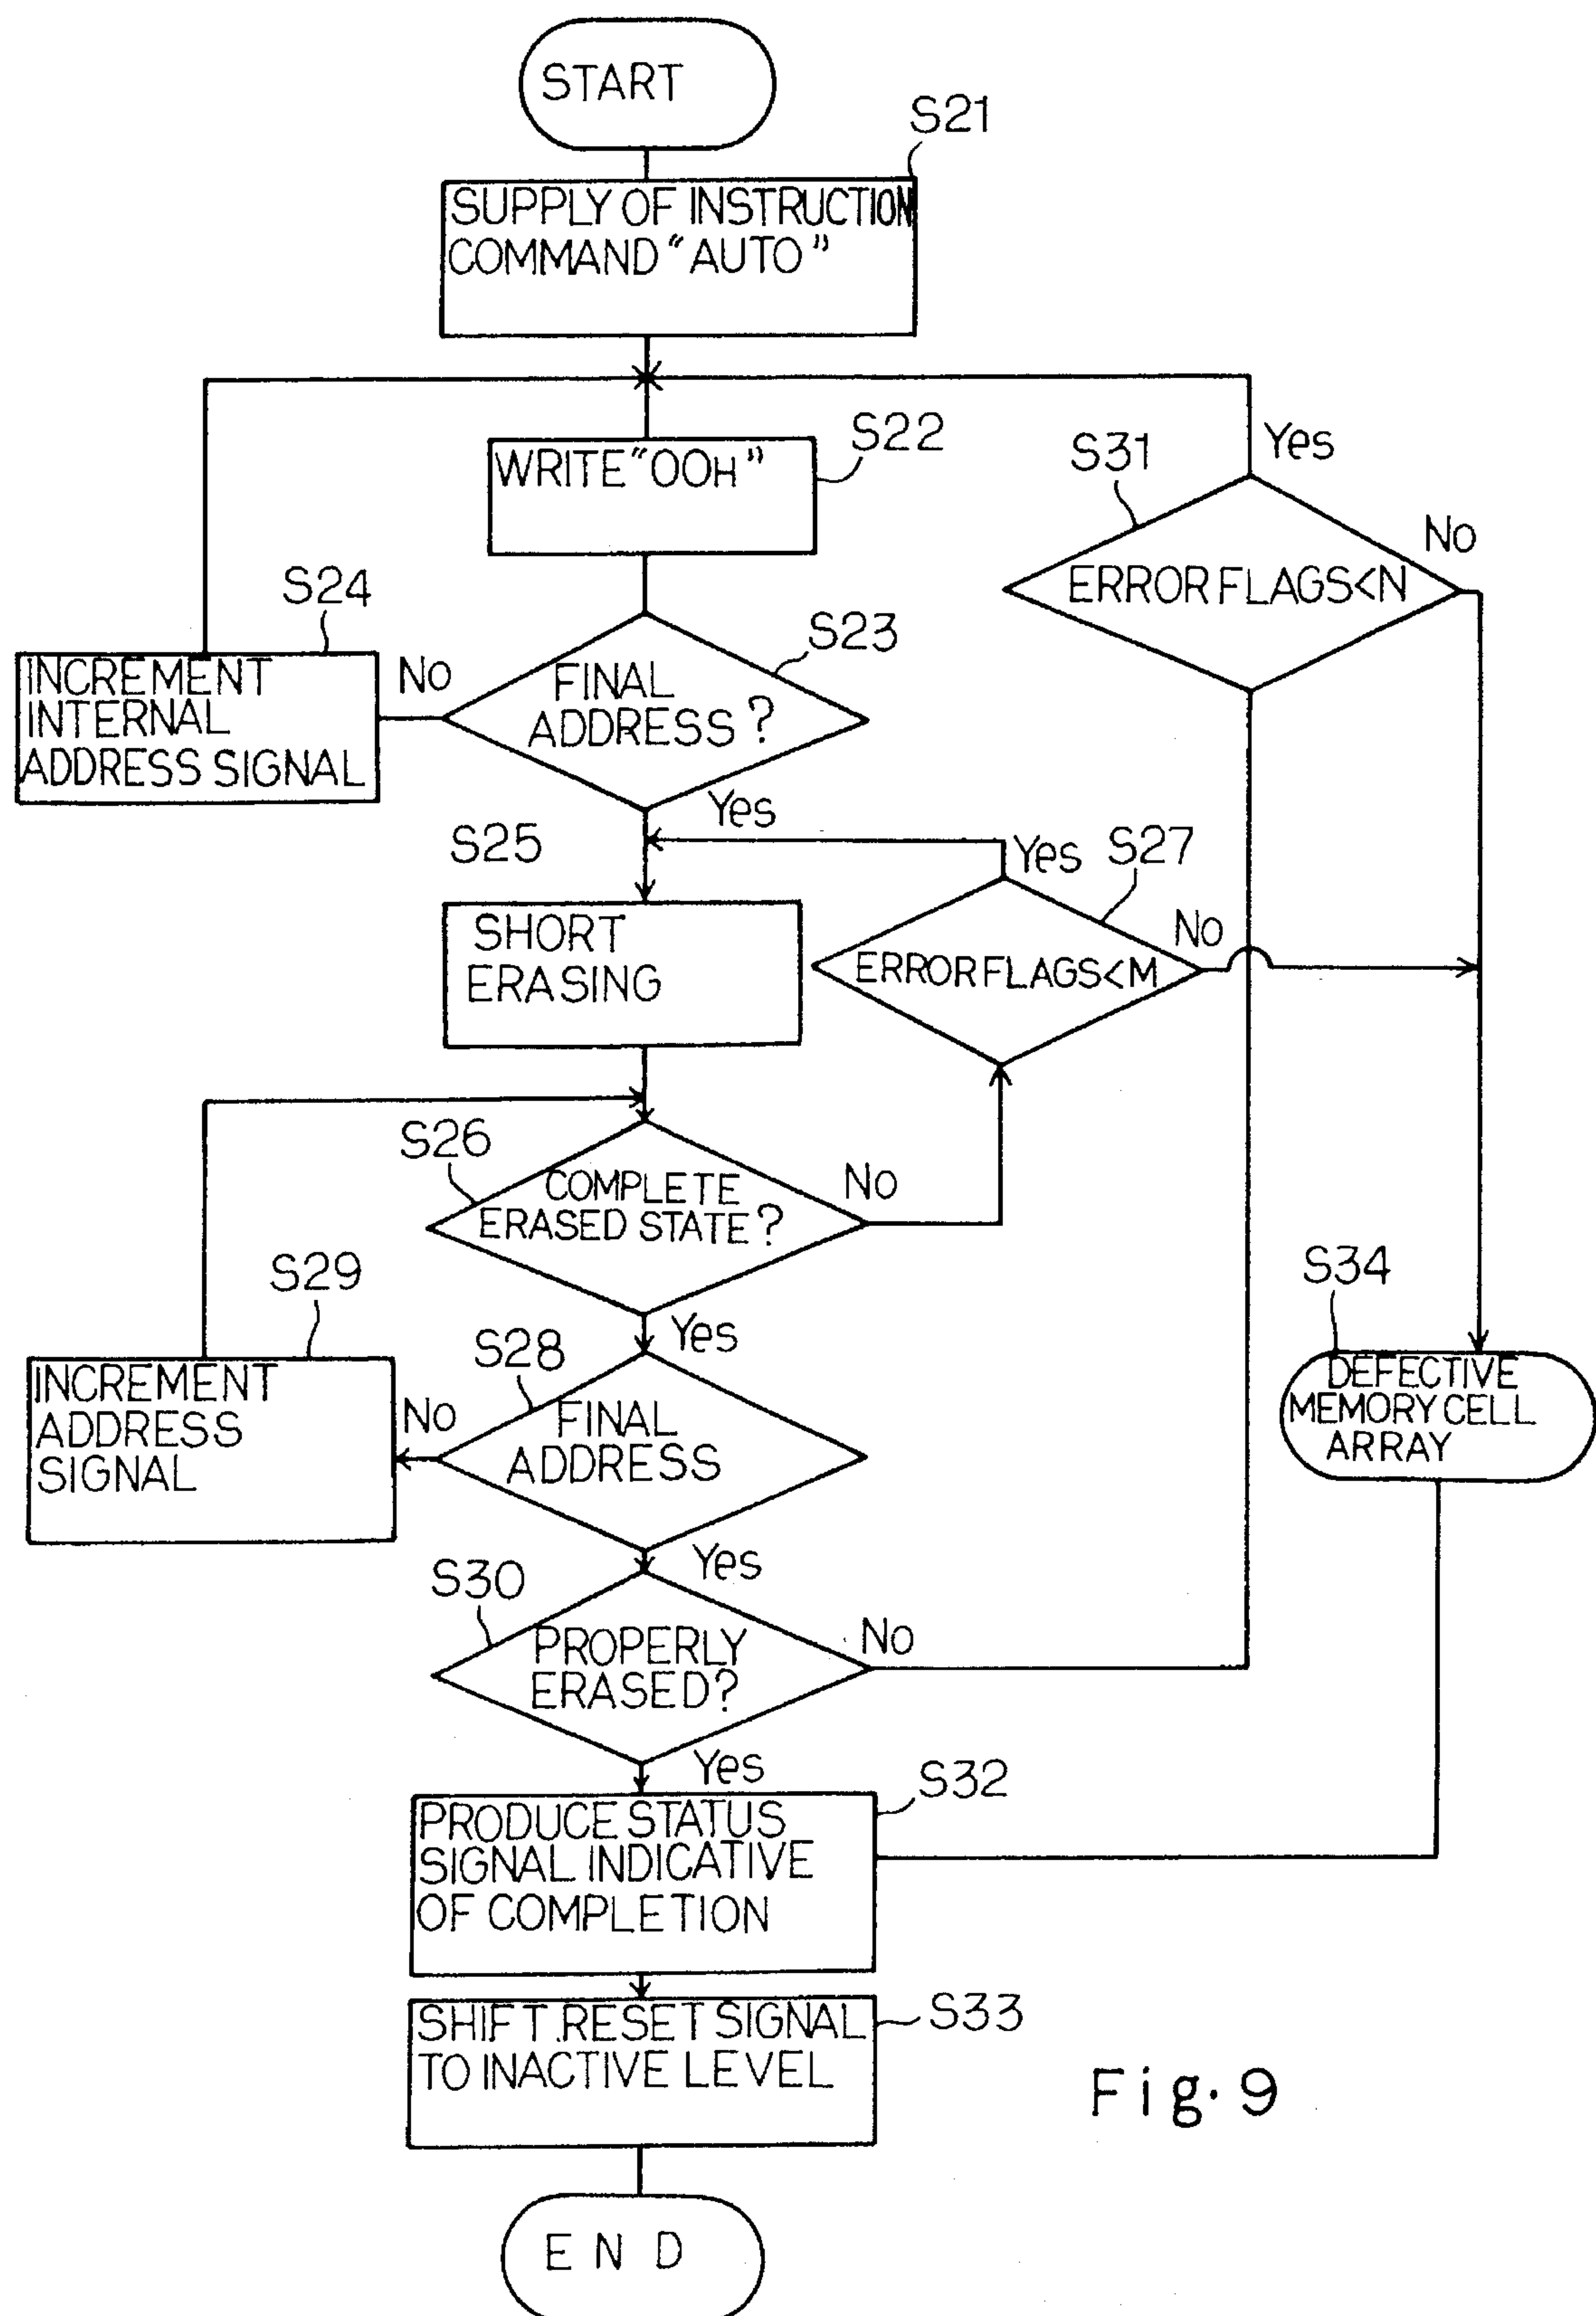 START
S21
SUPPLY OF INSTRUCTION
COMMAND "AUTO"
S22
WRITE "OOH"
S31
Yes
No
ERROR FLAGS<N
S24
INCREMENT
INTERNAL
ADDRESS SIGNAL
No
S23
FINAL
ADDRESS?
Yes
S25
SHORT
ERASING
Yes
S27
No
ERROR FLAGS<M
S26
COMPLETE
ERASED STATE?
No
Yes
S29
INCREMENT
ADDRESS
SIGNAL
No
S28
FINAL
ADDRESS
Yes
S34
DEFECTIVE
MEMORY CELL
ARRAY
S30
PROPERLY
ERASED?
No
Yes
S32
PRODUCE STATUS
SIGNAL INDICATIVE
OF COMPLETION
S33
SHIFT.RESET SIGNAL
TO INACTIVE LEVEL
Fig. 9
END